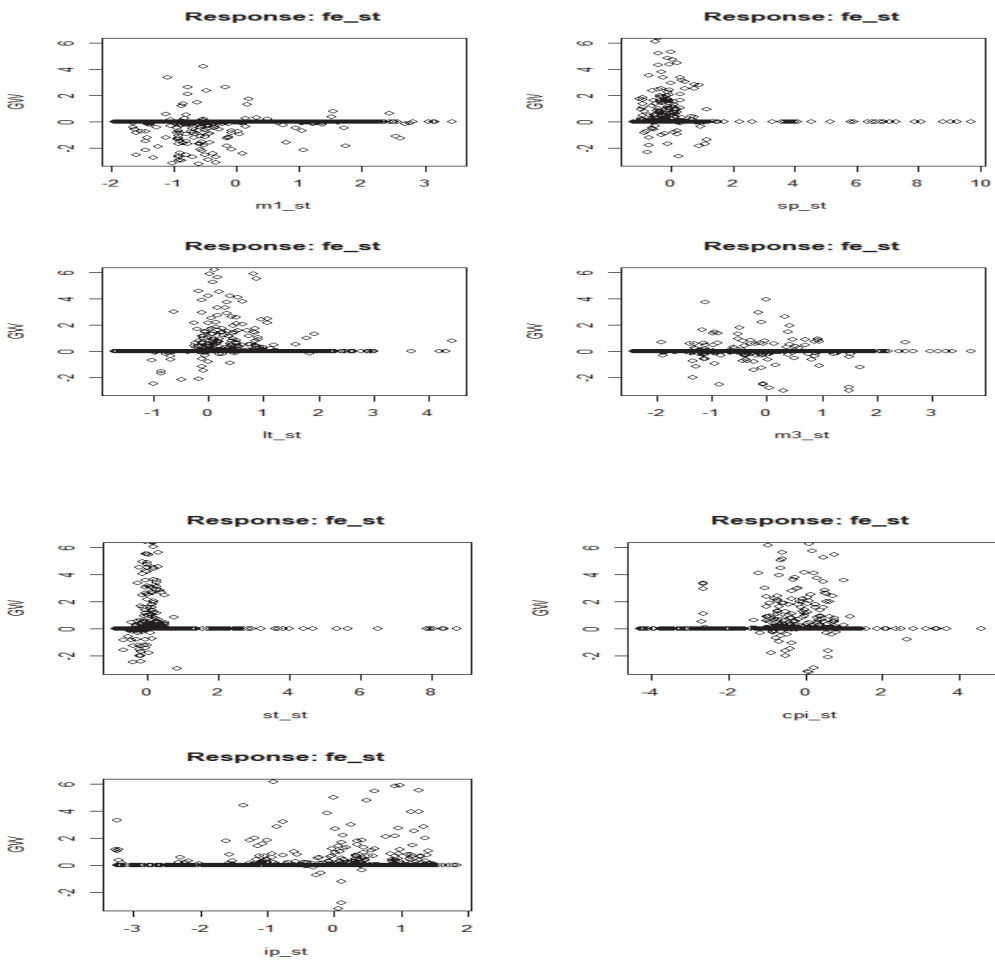 Response: fe_st
GW
6
4
2
0
-2
-2 -1 0 1 2 3
m1_st
Response: fe_st
GW
6
4
2
0
-2
0 2 4 6 8 10
sp_st
Response: fe_st
GW
6
4
2
0
-2
-1 0 1 2 3 4
lt_st
Response: fe_st
GW
6
4
2
0
-2
-2 -1 0 1 2 3
m3_st
Response: fe_st
GW
6
4
2
0
-2
0 2 4 6 8
st_st
Response: fe_st
GW
6
4
2
0
-2
-4 -2 0 2 4
cpi_st
Response: fe_st
GW
6
4
2
0
-2
-3 -2 -1 0 1 2
ip_st